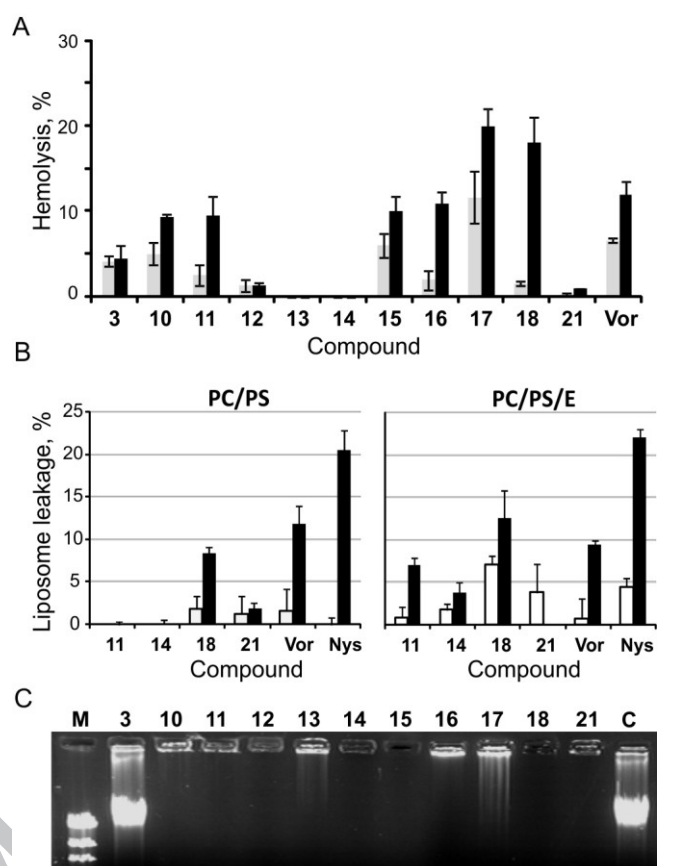 A
30
20
10
0
Hemolysis, %
3 10 11 12 13 14 15 16 17 18 21 Vor
Compound
B
PC/PS PC/PS/E
25
20
15
10
5
0
Liposome leakage, %
11 14 18 21 Vor Nys 11 14 18 21 Vor Nys
Compound Compound
C
M 3 10 11 12 13 14 15 16 17 18 21 C